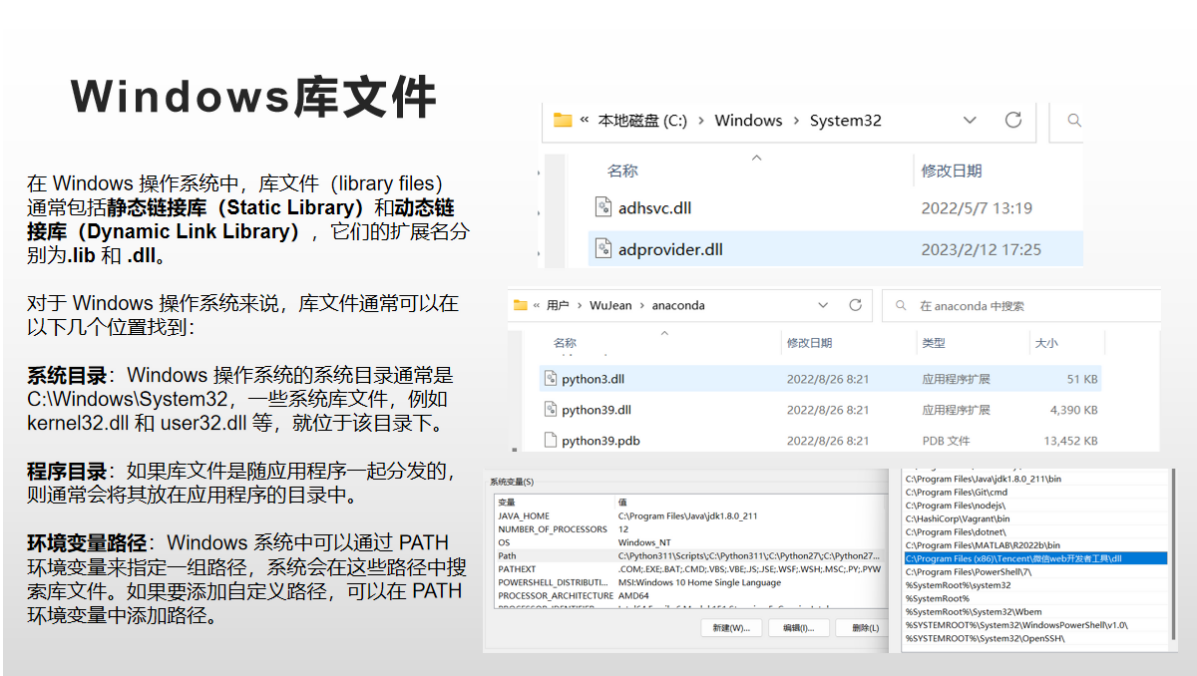 Windows库文件
在 Windows 操作系统中，库文件（library files）
通常包括静态链接库（Static Library）和动态链
接库（Dynamic Link Library），它们的扩展名分
别为.lib 和 .dll。
对于 Windows 操作系统来说，库文件通常可以在
以下几个位置找到：
系统目录：Windows 操作系统的系统目录通常是
C:\Windows\System32，一些系统库文件，例如
kernel32.dll 和 user32.dll 等，就位于该目录下。
程序目录：如果库文件是随应用程序一起分发的，
则通常会将其放在应用程序的目录中。
环境变量路径：Windows 系统中可以通过 PATH
环境变量来指定一组路径，系统会在这些路径中搜
索库文件。如果要添加自定义路径，可以在 PATH
环境变量中添加路径。
« 本地磁盘 (C:) › Windows › System32
名称 修改日期
adhsvc.dll 2022/5/7 13:19
adprovider.dll 2023/2/12 17:25
« 用户 › WuJean › anaconda 在 anaconda 中搜索
名称 修改日期 类型 大小
python3.dll 2022/8/26 8:21 应用程序扩展 51 KB
python39.dll 2022/8/26 8:21 应用程序扩展 4,390 KB
python39.pdb 2022/8/26 8:21 PDB 文件 13,452 KB
系统变量(S)
变量 值
JAVA_HOME C:\Program Files\Java\jdk1.8.0_211
NUMBER_OF_PROCESSORS 12
OS Windows_NT
Path C:\Python311\Scripts\;C:\Python311\;C:\Python27\;C:\Python27...
PATHEXT .COM;.EXE;.BAT;.CMD;.VBS;.VBE;.JS;.JSE;.WSF;.WSH;.MSC;.PY;.PYW
POWERSHELL_DISTRIBUTI... MSI:Windows 10 Home Single Language
PROCESSOR_ARCHITECTURE AMD64
新建(W)... 编辑(I)... 删除(L)
C:\Program Files\Java\jdk1.8.0_211\bin
C:\Program Files\Git\cmd
C:\Program Files\nodejs\
C:\HashiCorp\Vagrant\bin
C:\Program Files\dotnet\
C:\Program Files\MATLAB\R2022b\bin
C:\Program Files (x86)\Tencent\微信web开发者工具\dll
C:\Program Files\PowerShell\7\
%SystemRoot%\system32
%SystemRoot%
%SystemRoot%\System32\Wbem
%SYSTEMROOT%\System32\WindowsPowerShell\v1.0\
%SYSTEMROOT%\System32\OpenSSH\